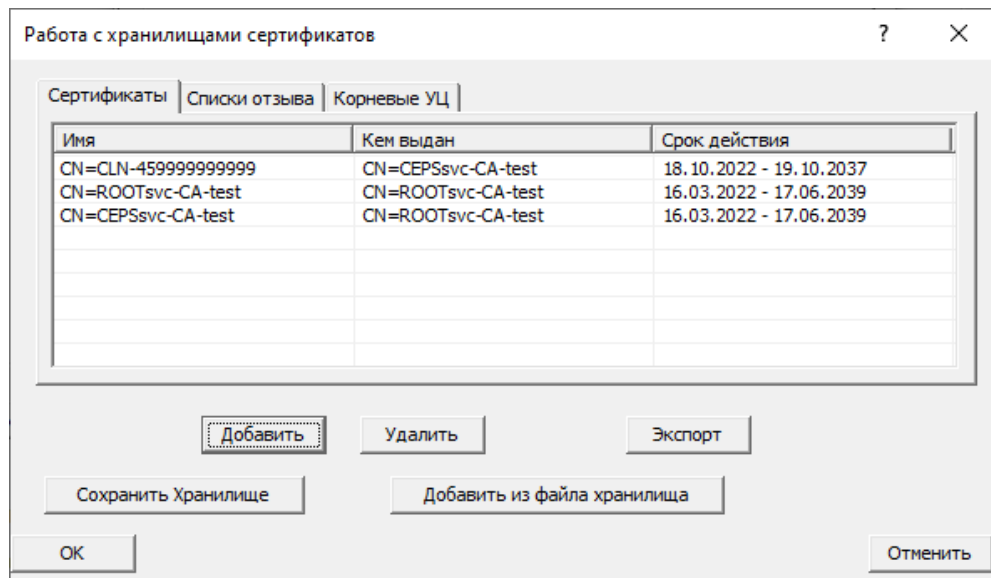 Работа с хранилищами сертификатов ?
Сертификаты Списки отзыва Корневые УЦ
Имя Кем выдан Срок действия
CN=CLN-459999999999 CN=CEPSsvc-CA-test 18.10.2022 - 19.10.2037
CN=ROOTsvc-CA-test CN=ROOTsvc-CA-test 16.03.2022 - 17.06.2039
CN=CEPSsvc-CA-test CN=ROOTsvc-CA-test 16.03.2022 - 17.06.2039
Добавить Удалить Экспорт
Сохранить Хранилище Добавить из файла хранилища
ОК Отменить